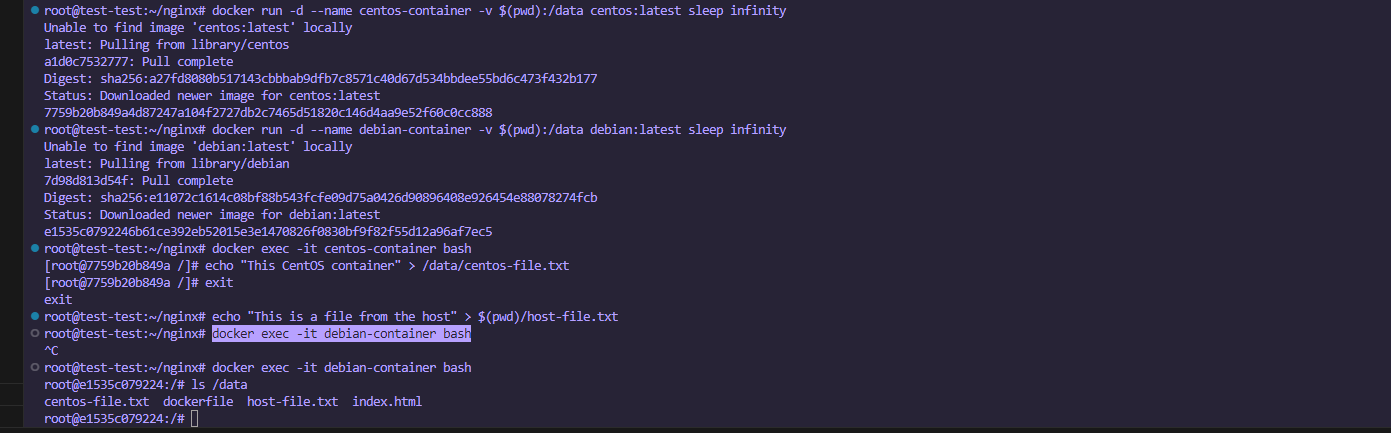 root@test-test:~/nginx# docker run -d --name centos-container -v $(pwd):/data centos:latest sleep infinity
Unable to find image 'centos:latest' locally
latest: Pulling from library/centos
a1d0c7532777: Pull complete
Digest: sha256:a27fd8080b517143cbbbab9dfb7c8571c40d67d534bbdee55bd6c473f432b177
Status: Downloaded newer image for centos:latest
7759b20b849a4d87247a104f2727db2c7465d51820c146d4aa9e52f60c0cc888
root@test-test:~/nginx# docker run -d --name debian-container -v $(pwd):/data debian:latest sleep infinity
Unable to find image 'debian:latest' locally
latest: Pulling from library/debian
7d98d813d54f: Pull complete
Digest: sha256:e11072c1614c08bf88b543fcfe09d75a0426d90896408e926454e88078274fcb
Status: Downloaded newer image for debian:latest
e1535c0792246b61ce392eb52015e3e1470826f0830bf9f82f55d12a96af7ec5
root@test-test:~/nginx# docker exec -it centos-container bash
[root@7759b20b849a /]# echo "This CentOS container" > /data/centos-file.txt
[root@7759b20b849a /]# exit
exit
root@test-test:~/nginx# echo "This is a file from the host" > $(pwd)/host-file.txt
root@test-test:~/nginx# docker exec -it debian-container bash
^C
root@test-test:~/nginx# docker exec -it debian-container bash
root@e1535c079224:/# ls /data
centos-file.txt  dockerfile  host-file.txt  index.html
root@e1535c079224:/#